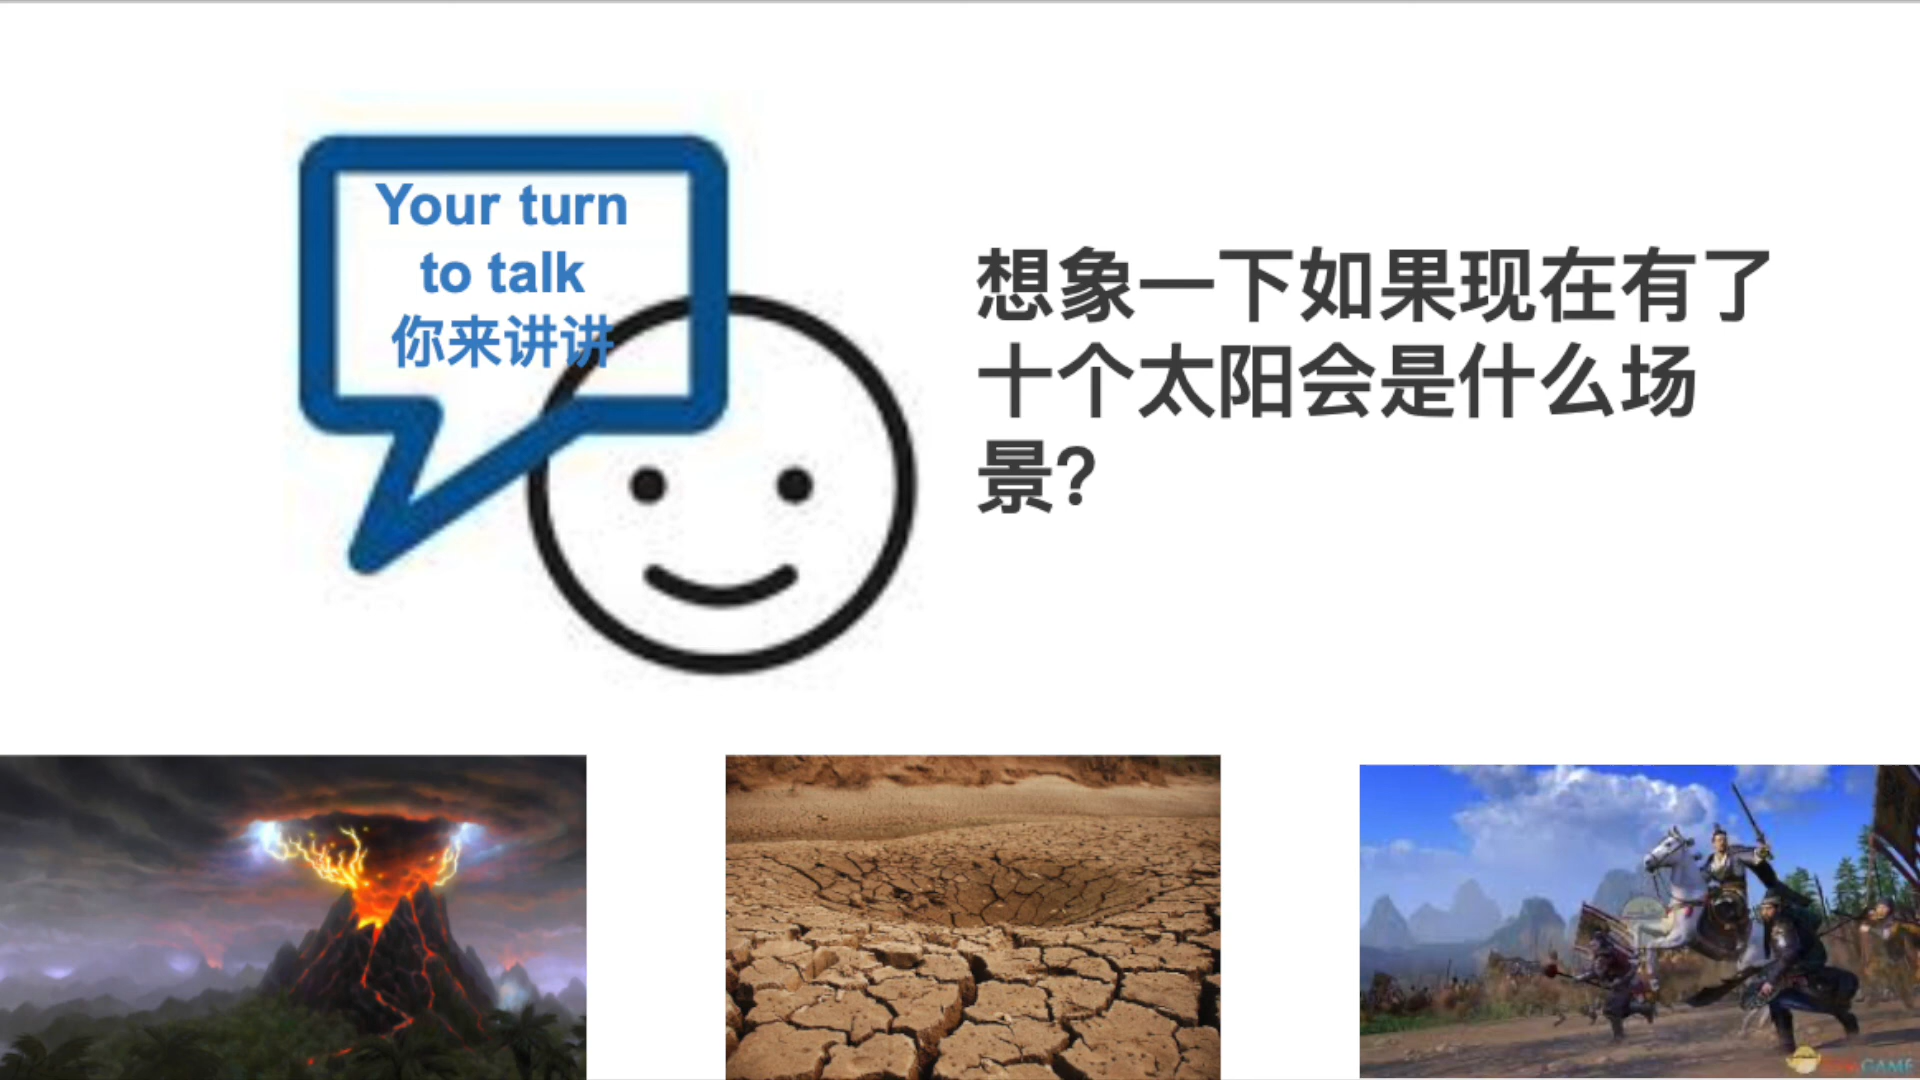 Your turn
to talk
你来讲讲
想象一下如果现在有了
十个太阳会是什么场
景?
GAME